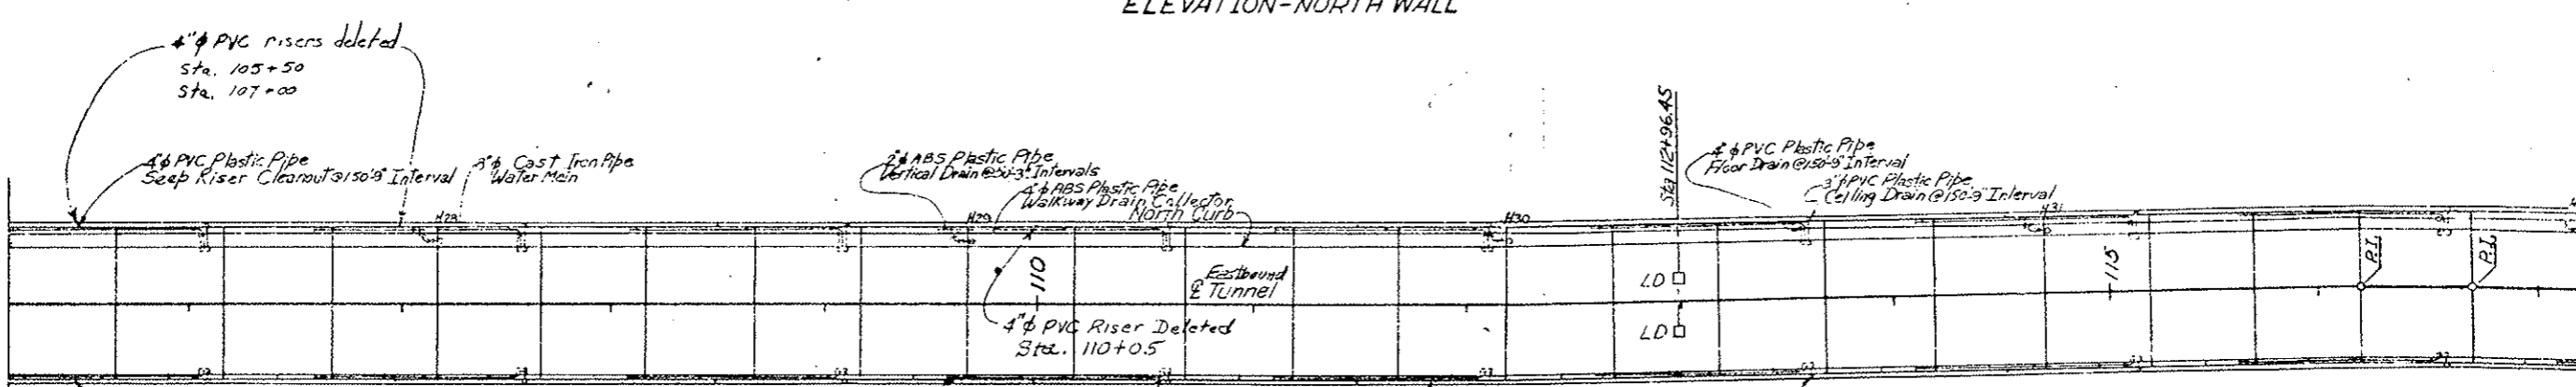 ELEVATION-NORTH WALL
4"φ PVC risers deleted
Sta. 105+50
Sta. 107+00
4"φ PVC Plastic Pipe
Seep Riser Cleanout @150'-9" Interval
3"φ Cast Iron Pipe
Water Main
2"φ ABS Plastic Pipe
Vertical Drain @50'-3" Intervals
4"φ ABS Plastic Pipe
Walkway Drain Collector
North Curb
Sta 112+96.45
4"φ PVC Plastic Pipe
Floor Drain @150'-9" Interval
3"φ PVC Plastic Pipe
Ceiling Drain @150'-9" Interval
H28
H29
H30
H31
110
Eastbound
℄ Tunnel
4"φ PVC Riser Deleted
Sta. 110+0.5
LD
LD
115
P.I.
P.I.